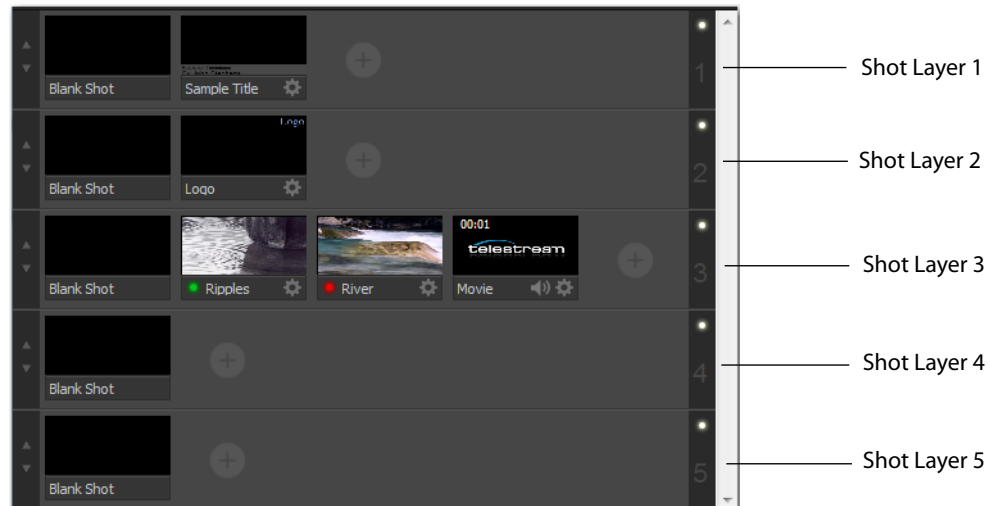 Blank Shot
Sample Title
1
Shot Layer 1
Logo
Blank Shot
Logo
2
Shot Layer 2
00:01
telestream
Blank Shot
Ripples
River
Movie
3
Shot Layer 3
Blank Shot
4
Shot Layer 4
Blank Shot
5
Shot Layer 5